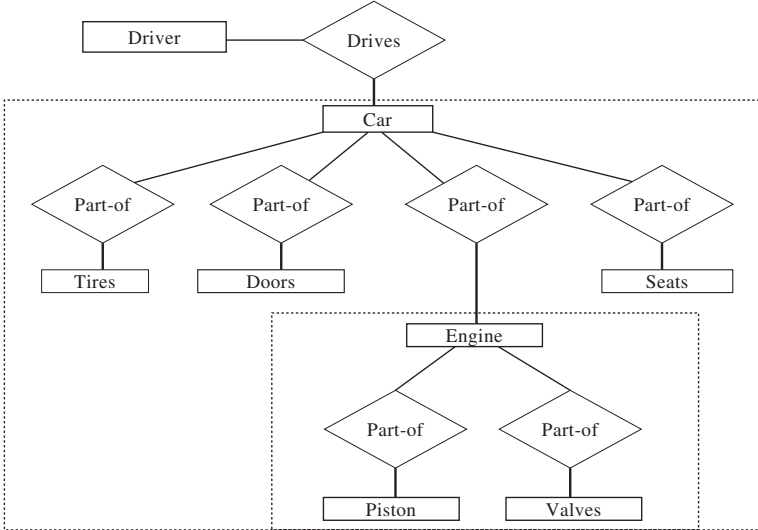 Driver
Drives
Car
Part-of
Part-of
Part-of
Part-of
Tires
Doors
Seats
Engine
Part-of
Part-of
Piston
Valves